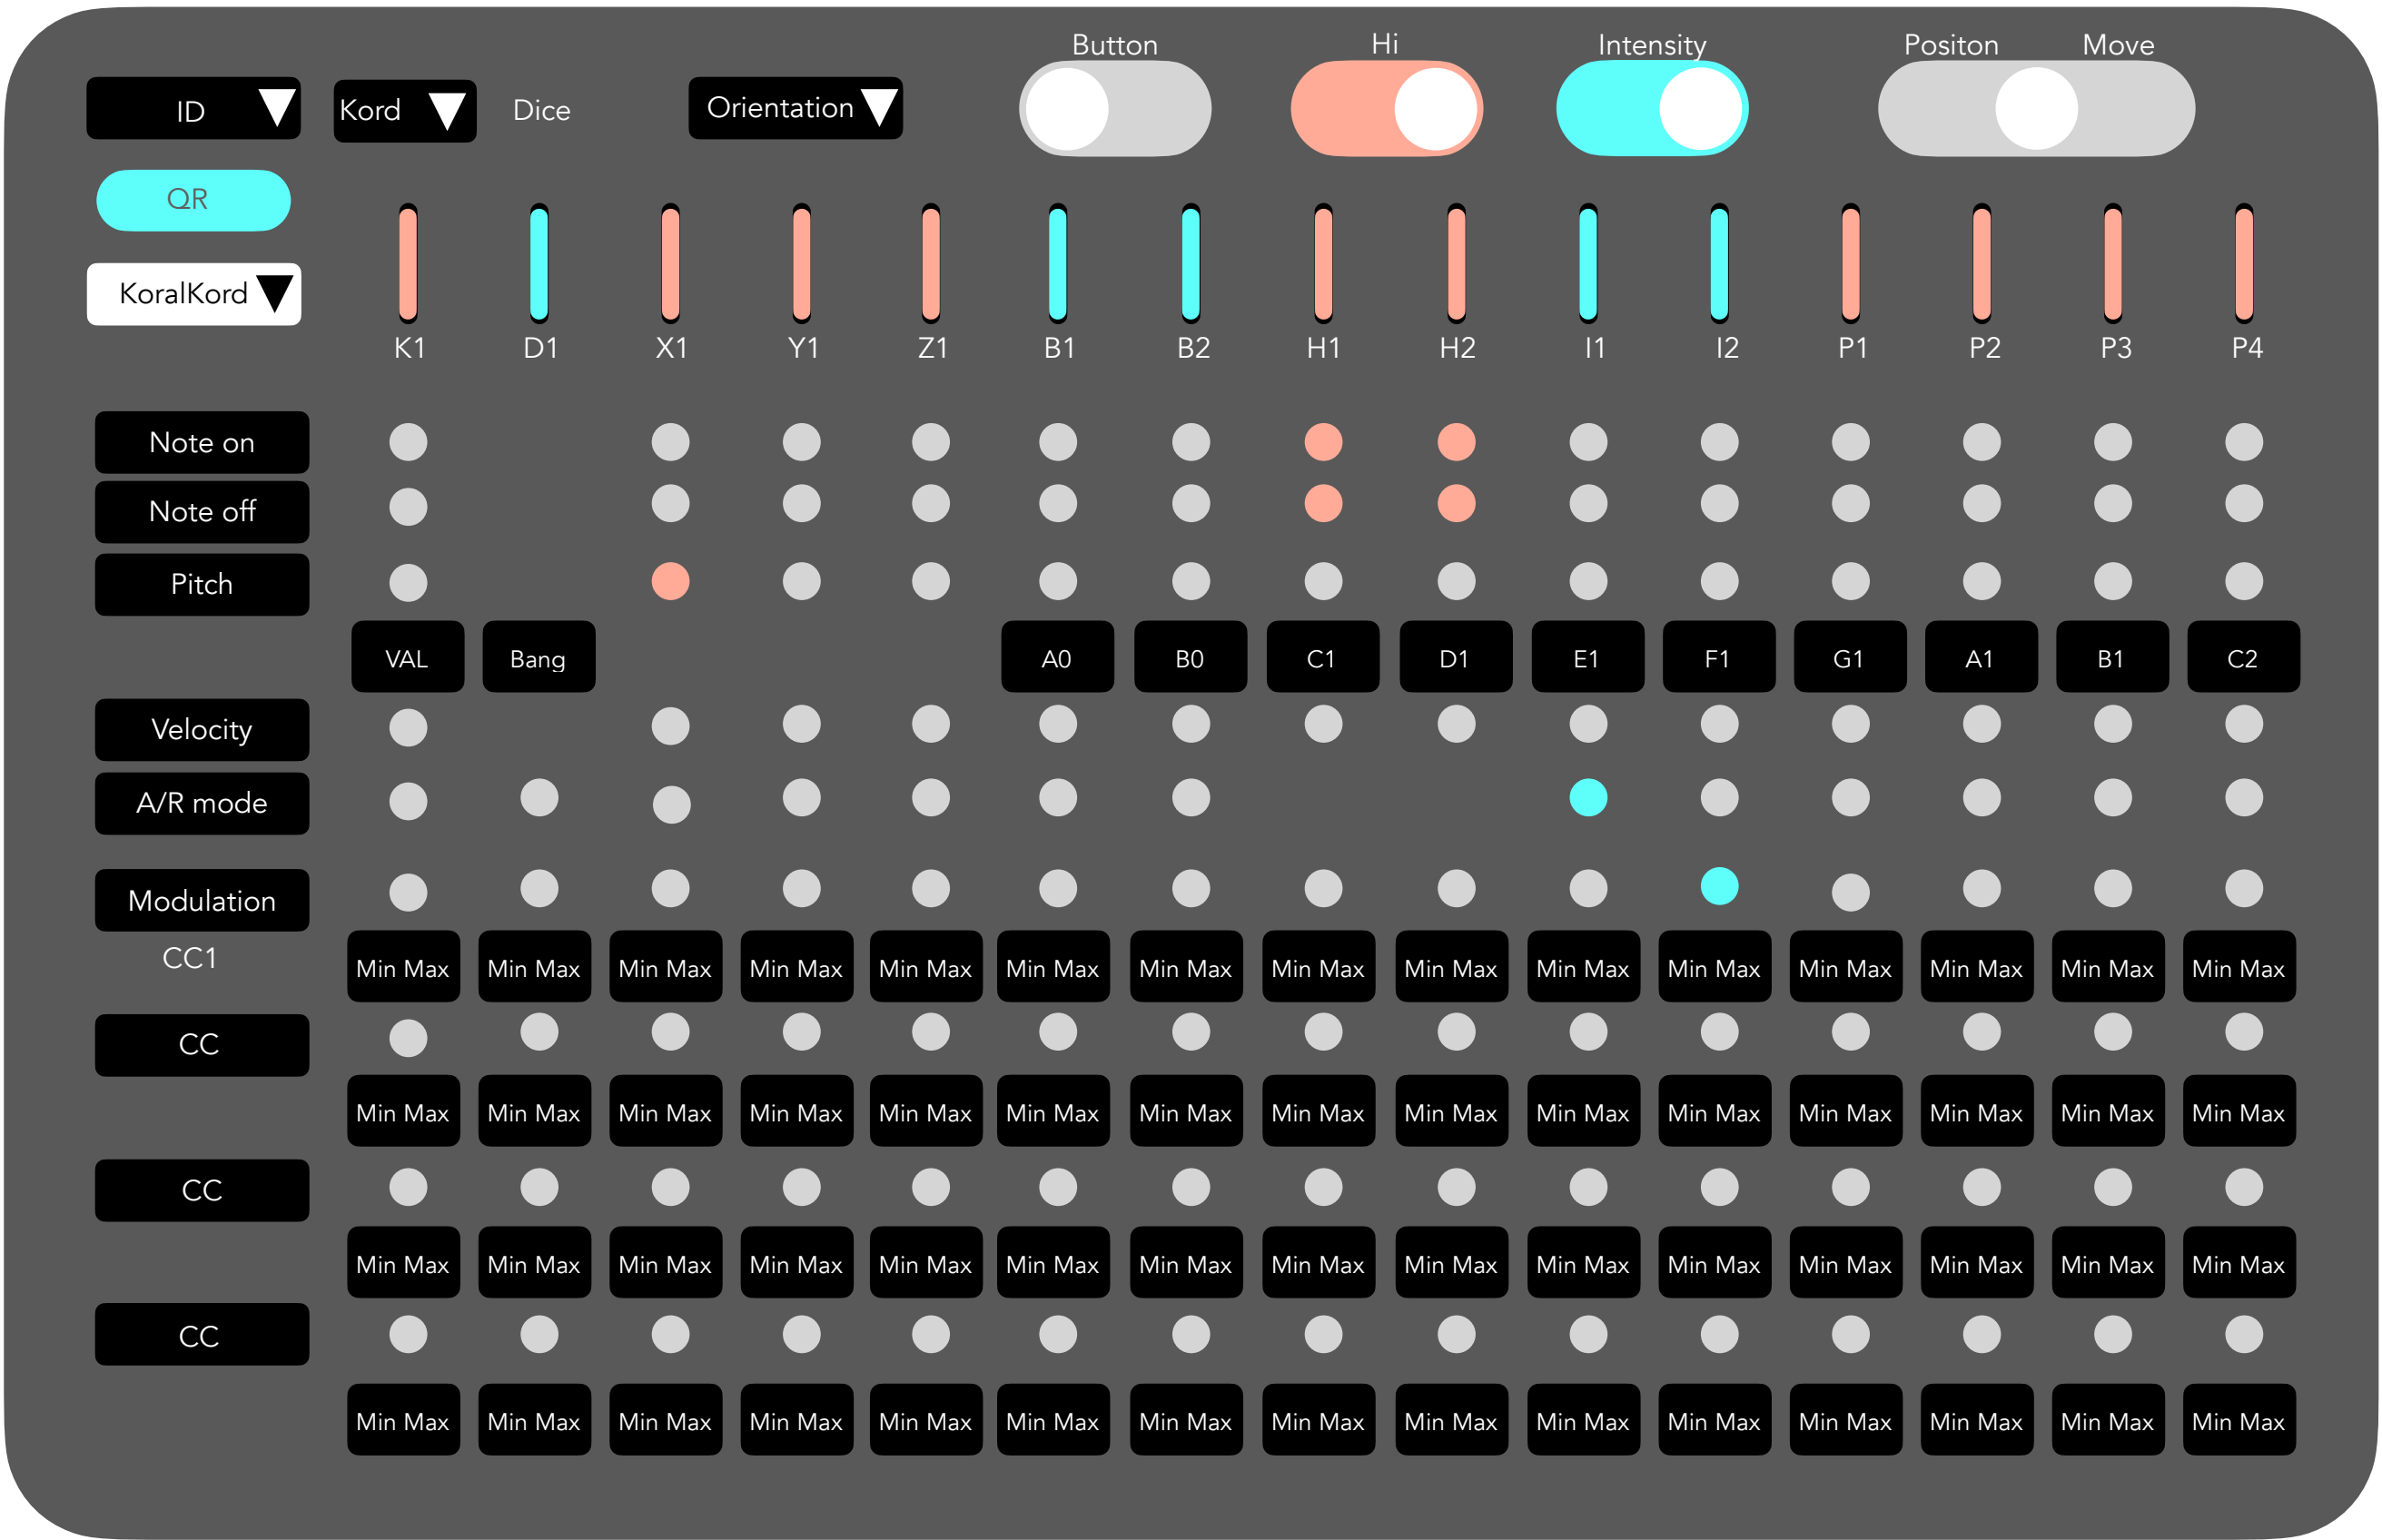 Button Hi Intensity Positon Move
ID Kord Dice Orientation
QR
KoralKord
K1 D1 X1 Y1 Z1 B1 B2 H1 H2 I1 I2 P1 P2 P3 P4
Note on
Note off
Pitch
VAL Bang A0 B0 C1 D1 E1 F1 G1 A1 B1 C2
Velocity
A/R mode
Modulation
CC1
Min Max Min Max Min Max Min Max Min Max Min Max Min Max Min Max Min Max Min Max Min Max Min Max Min Max Min Max Min Max
CC
Min Max Min Max Min Max Min Max Min Max Min Max Min Max Min Max Min Max Min Max Min Max Min Max Min Max Min Max Min Max
CC
Min Max Min Max Min Max Min Max Min Max Min Max Min Max Min Max Min Max Min Max Min Max Min Max Min Max Min Max Min Max
CC
Min Max Min Max Min Max Min Max Min Max Min Max Min Max Min Max Min Max Min Max Min Max Min Max Min Max Min Max Min Max